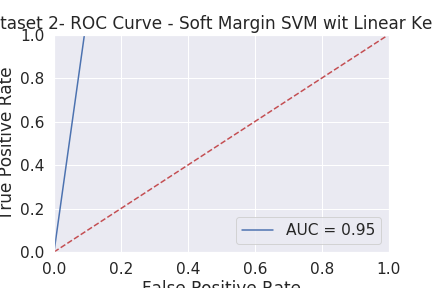 taset 2- ROC Curve - Soft Margin SVM wit Linear Ke
True Positive Rate
1.0
0.8
0.6
0.4
0.2
0.0
AUC = 0.95
0.0 0.2 0.4 0.6 0.8 1.0
False Positive Rate